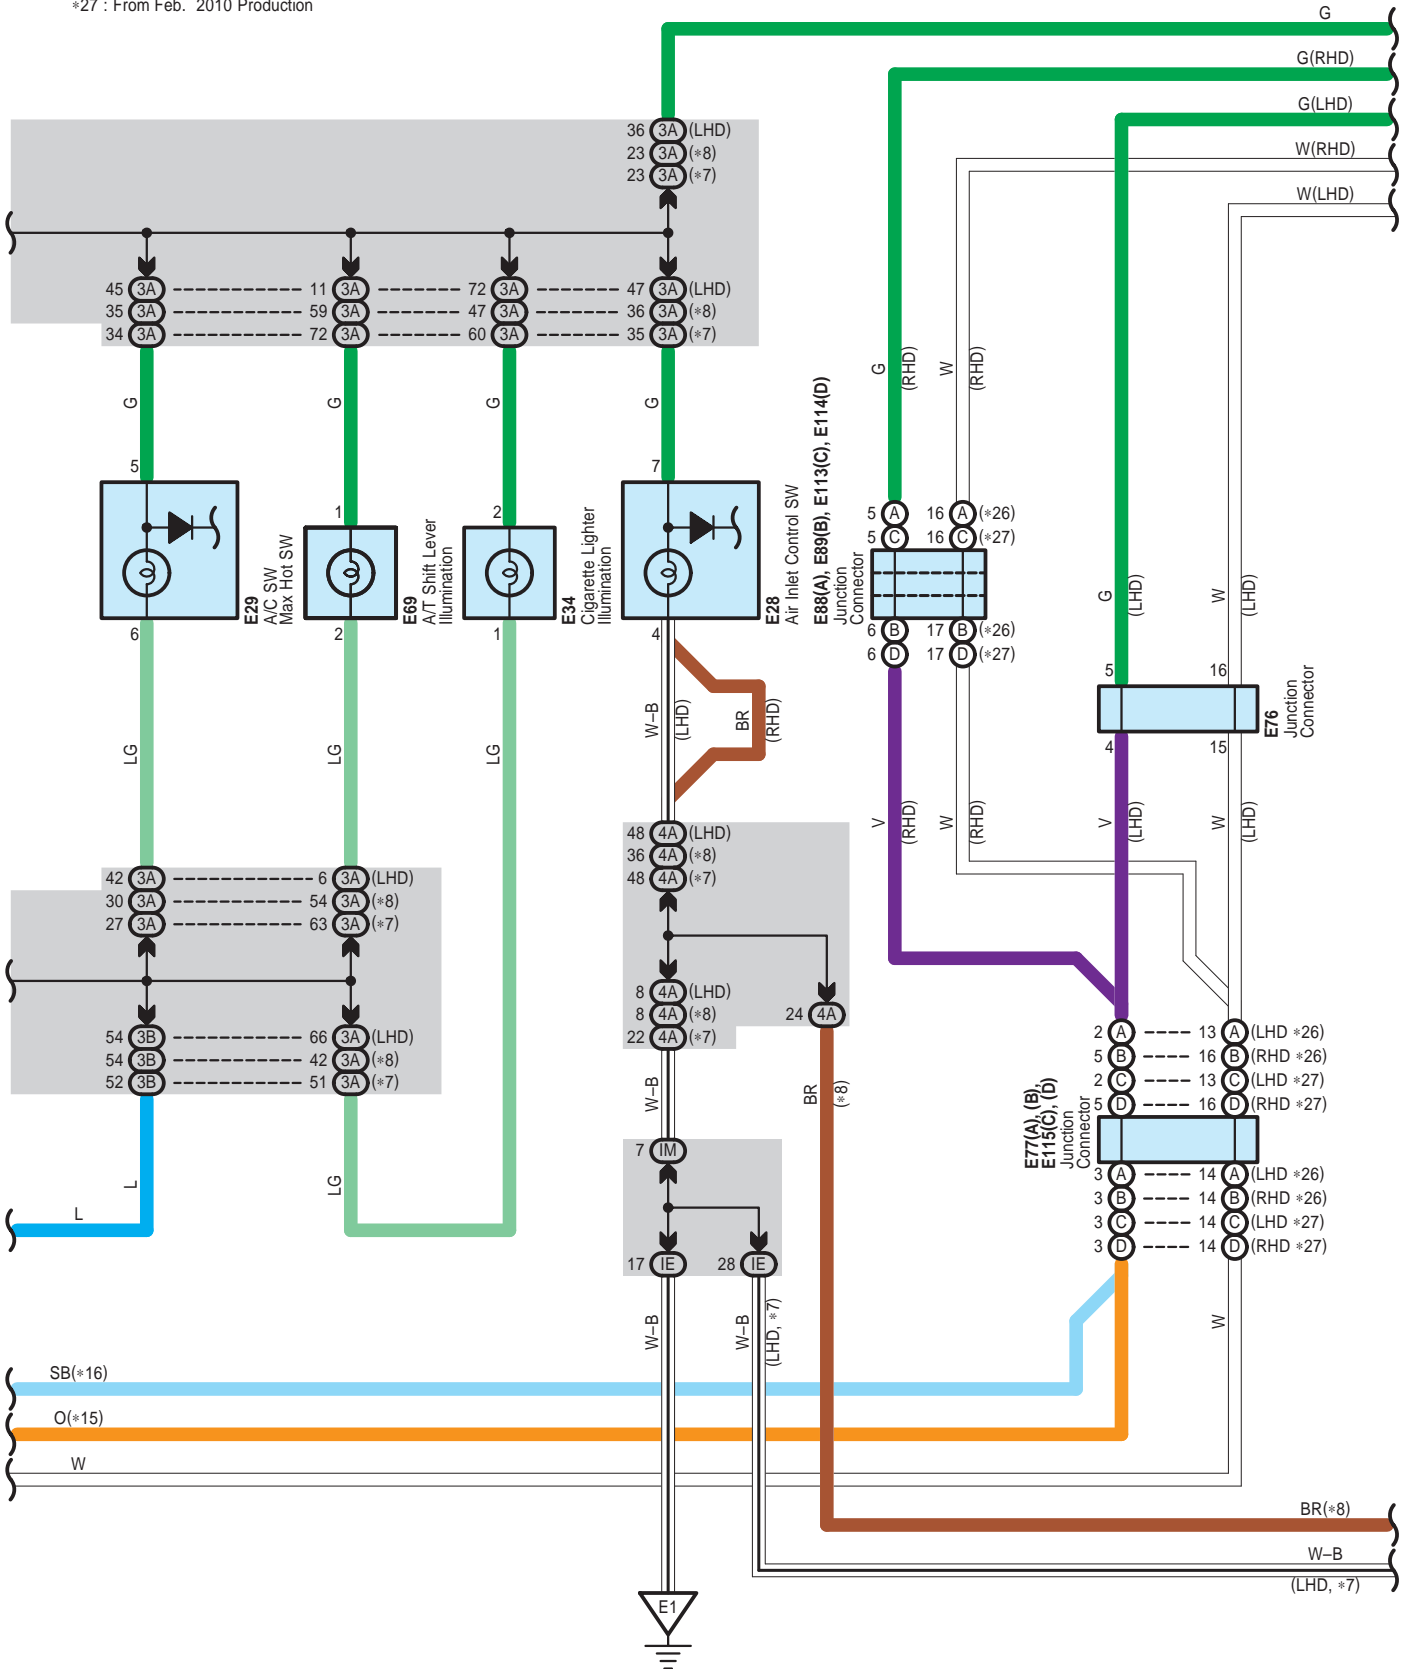 *27 : From Feb. 2010 Production
G
G(RHD)
G(LHD)
W(RHD)
W(LHD)
36 3A (LHD)
23 3A (*8)
23 3A (*7)
45 3A 11 3A 72 3A 47 3A (LHD)
35 3A 59 3A 47 3A 36 3A (*8)
34 3A 72 3A 60 3A 35 3A (*7)
G
G
G
G
G
(RHD)
W
(RHD)
5
1
2
7
E29
A/C SW
Max Hot SW
E69
A/T Shift Lever
Illumination
E34
Cigarette Lighter
Illumination
E28
Air Inlet Control SW
E88(A), E89(B), E113(C), E114(D)
Junction
Connector
5 A 16 A (*26)
5 C 16 C (*27)
6 B 17 B (*26)
6 D 17 D (*27)
6
2
1
4
G
(LHD)
W
(LHD)
5
16
E76
Junction
Connector
4
15
LG
LG
LG
W–B
(LHD)
BR
(RHD)
V
(RHD)
W
(RHD)
V
(LHD)
W
(LHD)
48 4A (LHD)
36 4A (*8)
48 4A (*7)
42 3A 6 3A (LHD)
30 3A 54 3A (*8)
27 3A 63 3A (*7)
8 4A (LHD)
8 4A (*8)
22 4A (*7)
24 4A
54 3B 66 3A (LHD)
54 3B 42 3A (*8)
52 3B 51 3A (*7)
2 A 13 A (LHD *26)
5 B 16 B (RHD *26)
2 C 13 C (LHD *27)
5 D 16 D (RHD *27)
E77(A), (B),
E115(C), (D)
Junction
Connector
3 A 14 A (LHD *26)
3 B 14 B (RHD *26)
3 C 14 C (LHD *27)
3 D 14 D (RHD *27)
W–B
BR
(*8)
7 IM
17 IE 28 IE
L
L
LG
W–B
W–B
(LHD, *7)
W
SB(*16)
O(*15)
W
BR(*8)
W–B
(LHD, *7)
E1